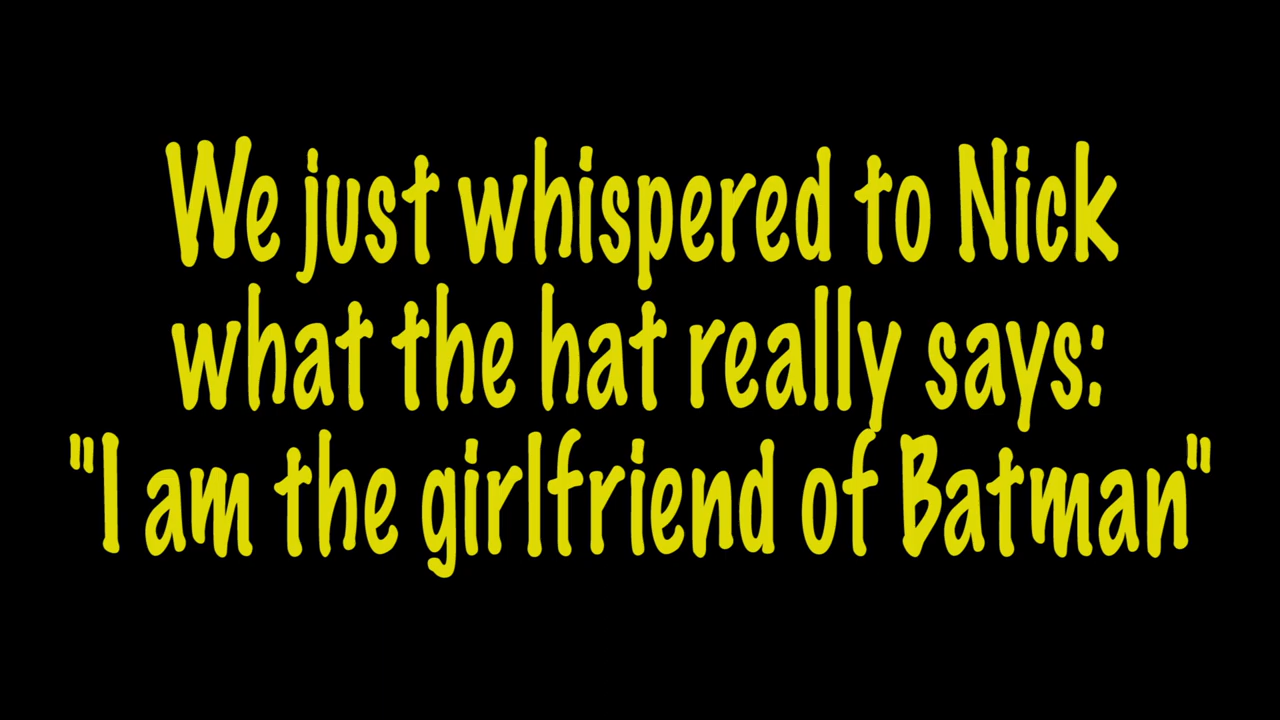 We just whispered to Nick
what the hat really says:
"I am the girlfriend of Batman"